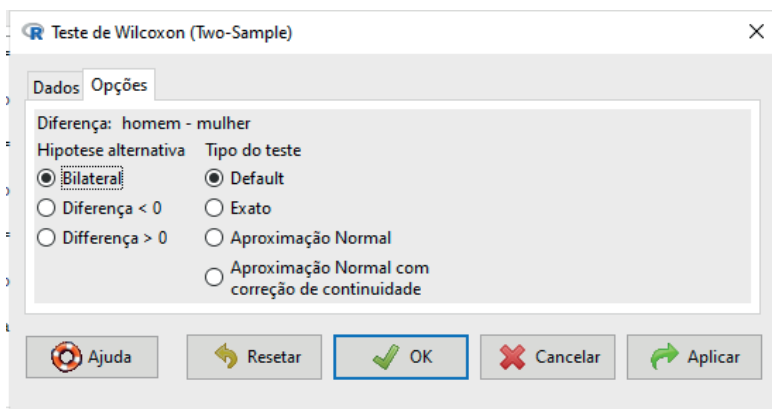 Teste de Wilcoxon (Two-Sample)
Dados Opções
Diferença: homem - mulher
Hipotese alternativa Tipo do teste
Bilateral Default
Diferença < 0 Exato
Differença > 0 Aproximação Normal
Aproximação Normal com
correção de continuidade
Ajuda Resetar OK Cancelar Aplicar